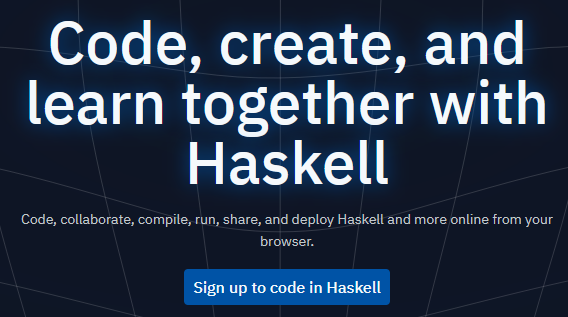 Code, create, and
learn together with
Haskell
Code, collaborate, compile, run, share, and deploy Haskell and more online from your
browser.
Sign up to code in Haskell